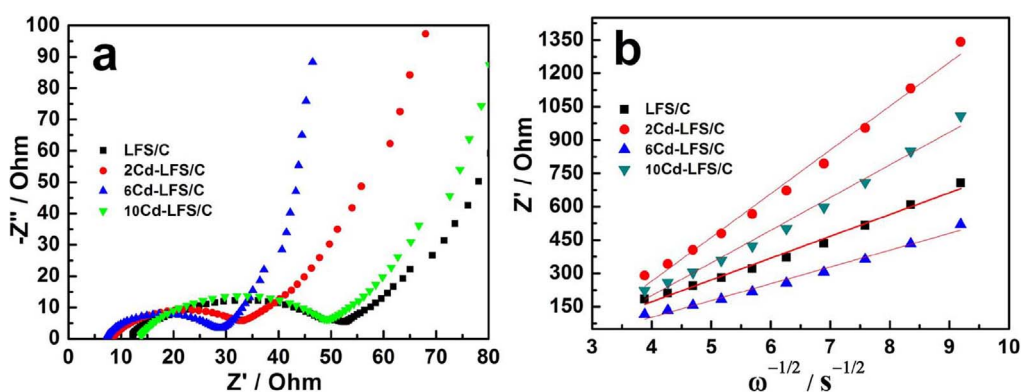 a
-Z'' / Ohm
100
90
80
70
60
50
40
30
20
10
0
LFS/C
2Cd-LFS/C
6Cd-LFS/C
10Cd-LFS/C
0 10 20 30 40 50 60 70 80
Z' / Ohm
b
Z' / Ohm
1350
1200
1050
900
750
600
450
300
150
LFS/C
2Cd-LFS/C
6Cd-LFS/C
10Cd-LFS/C
3 4 5 6 7 8 9 10
ω⁻¹/² / s⁻¹/²